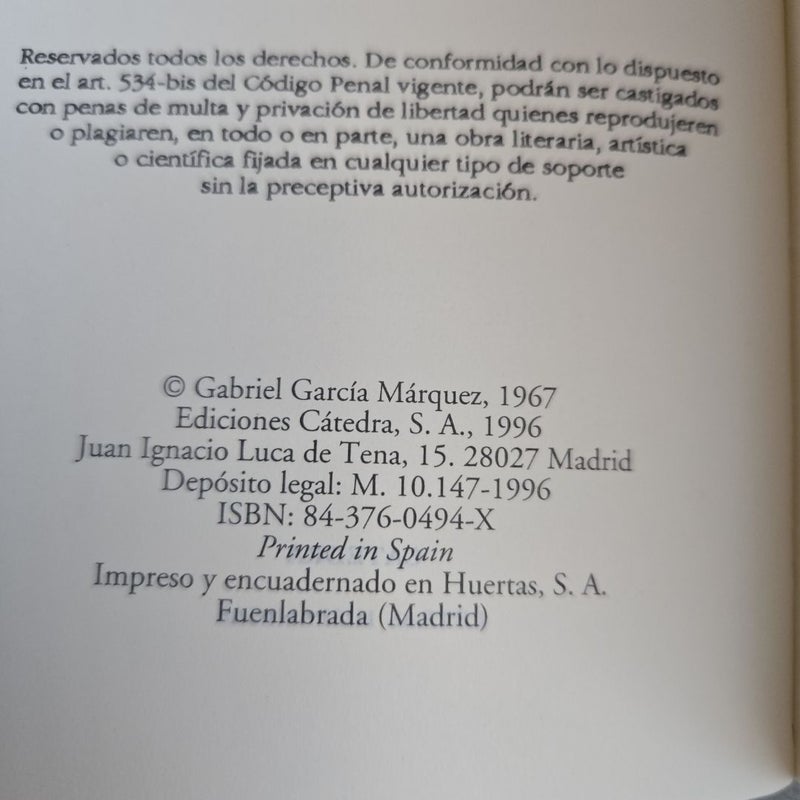 Reservados todos los derechos. De conformidad con lo dispuesto
en el art. 534-bis del Código Penal vigente, podrán ser castigados
con penas de multa y privación de libertad quienes reprodujeren
o plagiaren, en todo o en parte, una obra literaria, artística
o científica fijada en cualquier tipo de soporte
sin la preceptiva autorización.
© Gabriel García Márquez, 1967
Ediciones Cátedra, S. A., 1996
Juan Ignacio Luca de Tena, 15. 28027 Madrid
Depósito legal: M. 10.147-1996
ISBN: 84-376-0494-X
Printed in Spain
Impreso y encuadernado en Huertas, S. A.
Fuenlabrada (Madrid)